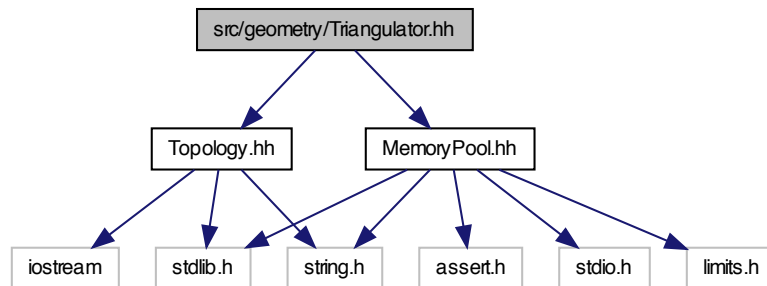 src/geometry/Triangulator.hh
Topology.hh
MemoryPool.hh
iostream
stdlib.h
string.h
assert.h
stdio.h
limits.h